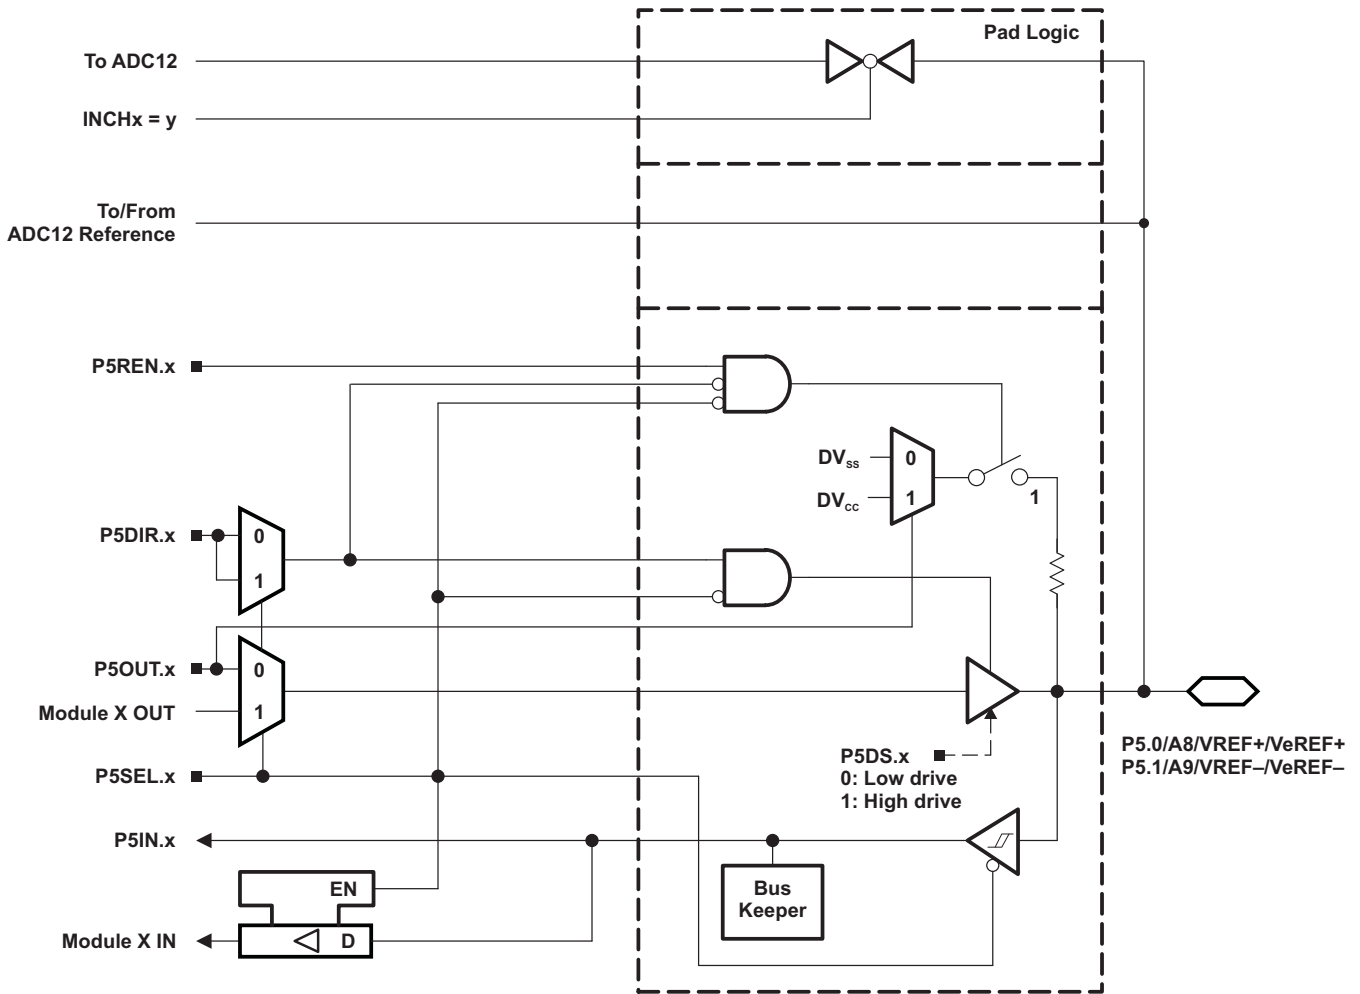 Pad Logic
To ADC12
INCHx = y
To/From
ADC12 Reference
P5REN.x
DVSS
0
DVCC
1
1
P5DIR.x
0
1
P5OUT.x
0
Module X OUT
1
P5DS.x
0: Low drive
1: High drive
P5.0/A8/VREF+/VeREF+
P5.1/A9/VREF–/VeREF–
P5SEL.x
P5IN.x
EN
Bus
Keeper
Module X IN
D